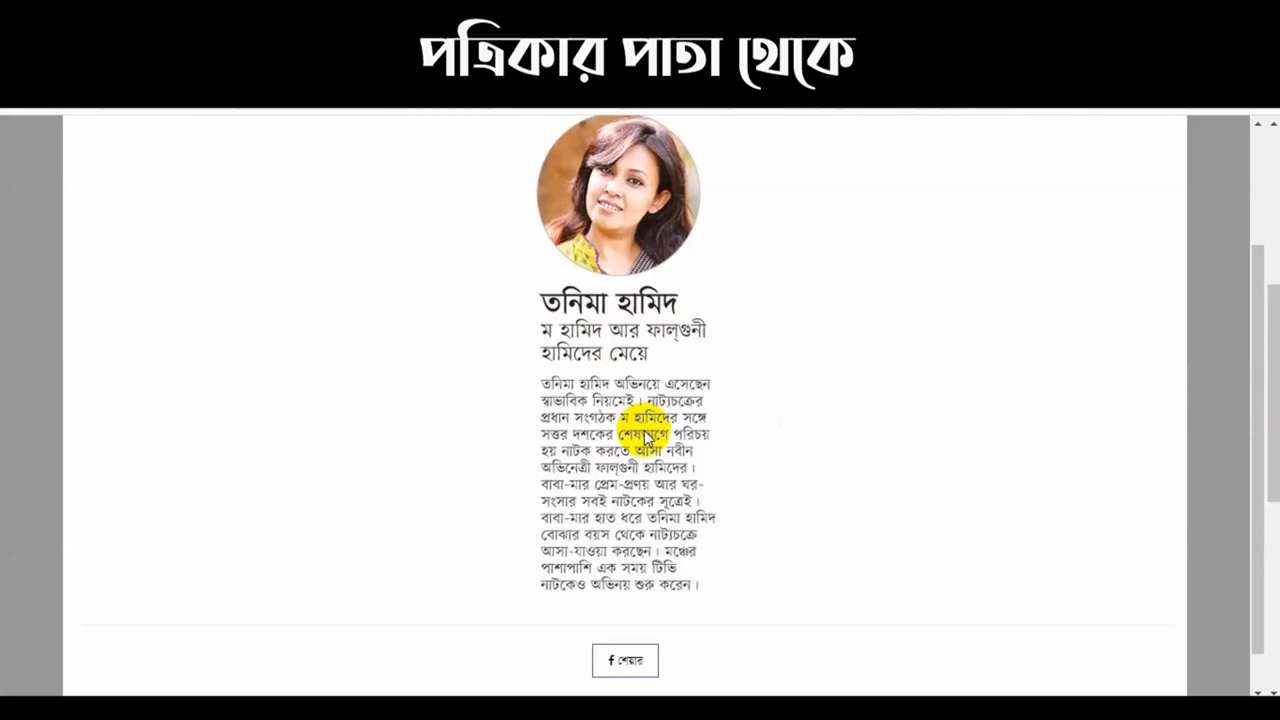 পত্রিকার পাতা থেকে
তনিমা হামিদ
ম হামিদ আর ফাল্গুনী
হামিদের মেয়ে
তনিমা হামিদ অভিনয়ে এসেছেন
স্বাভাবিক নিয়মেই। নাট্যচক্রের
প্রধান সংগঠক ম হামিদের সঙ্গে
সত্তর দশকের পরিচয়
হয় নাটক করতে আসা নবীন
অভিনেত্রী ফাল্গুনী হামিদের।
বাবা-মার প্রেম-প্রণয় আর ঘর-
সংসার সবই নাটকের সূত্রেই।
বাবা-মার হাত ধরে তনিমা হামিদ
বোঝার বয়স থেকে নাট্যচক্রে
আসা-যাওয়া করছেন। মঞ্চের
পাশাপাশি এক সময় টিভি
নাটকেও অভিনয় শুরু করেন।
শেয়ার